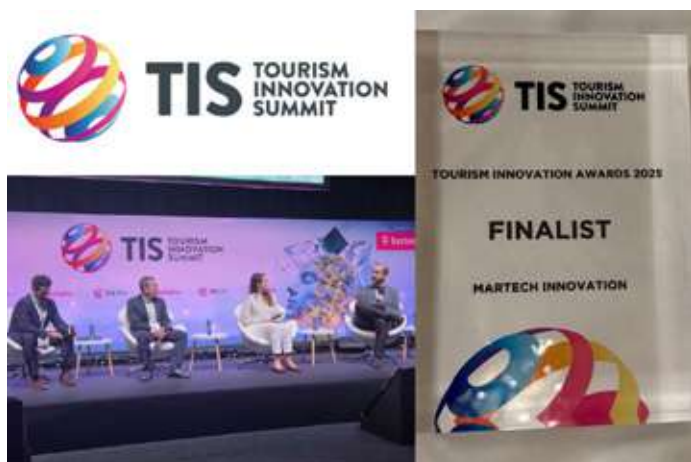 TIS
TOURISM
INNOVATION
SUMMIT
TIS
TOURISM
INNOVATION
SUMMIT
TIS
TOURISM
INNOVATION
SUMMIT
TOURISM INNOVATION AWARDS 2025
FINALIST
MARTECH INNOVATION